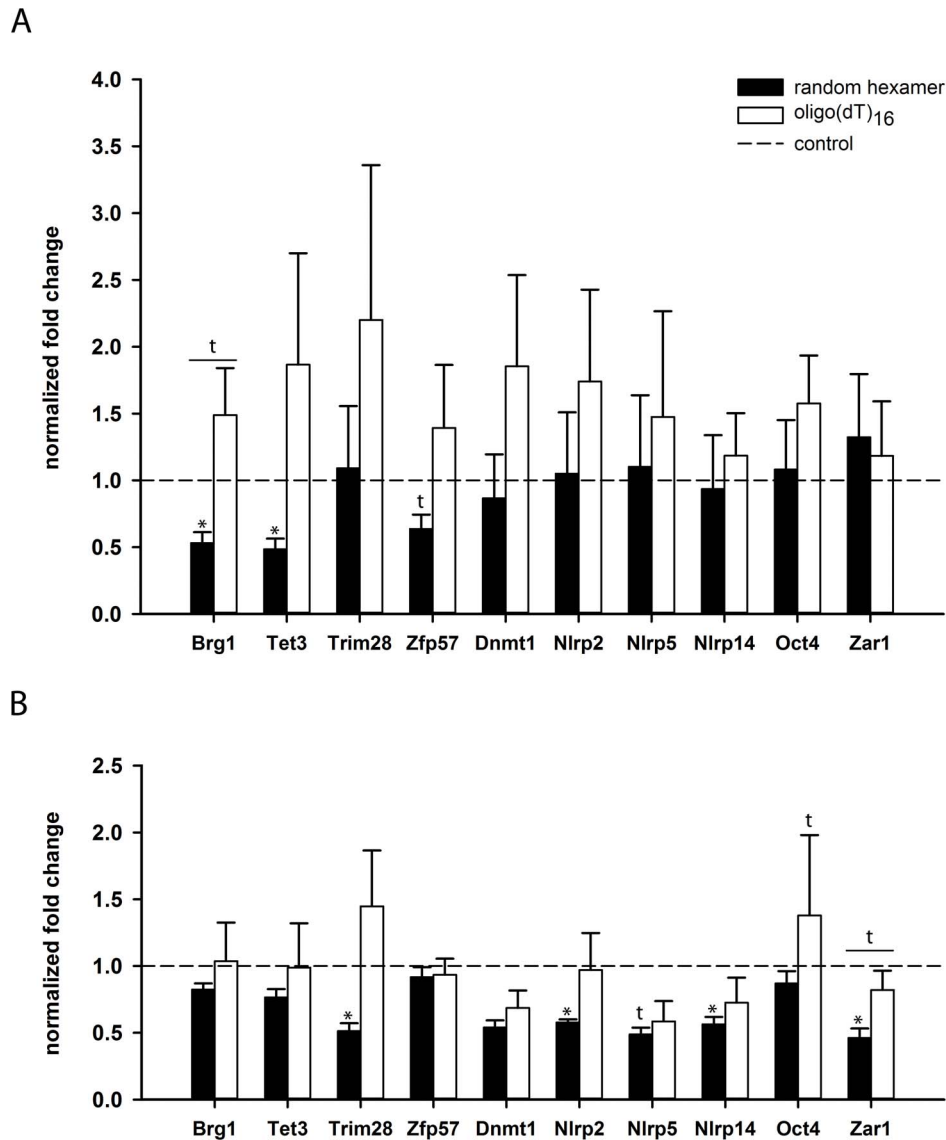 A
4.0
3.5
3.0
2.5
2.0
1.5
1.0
0.5
0.0
normalized fold change
random hexamer
oligo(dT)16
control
t
*
*
t
Brg1 Tet3 Trim28 Zfp57 Dnmt1 Nlrp2 Nlrp5 Nlrp14 Oct4 Zar1
B
2.5
2.0
1.5
1.0
0.5
0.0
normalized fold change
t
t
*
*
t
*
*
Brg1 Tet3 Trim28 Zfp57 Dnmt1 Nlrp2 Nlrp5 Nlrp14 Oct4 Zar1